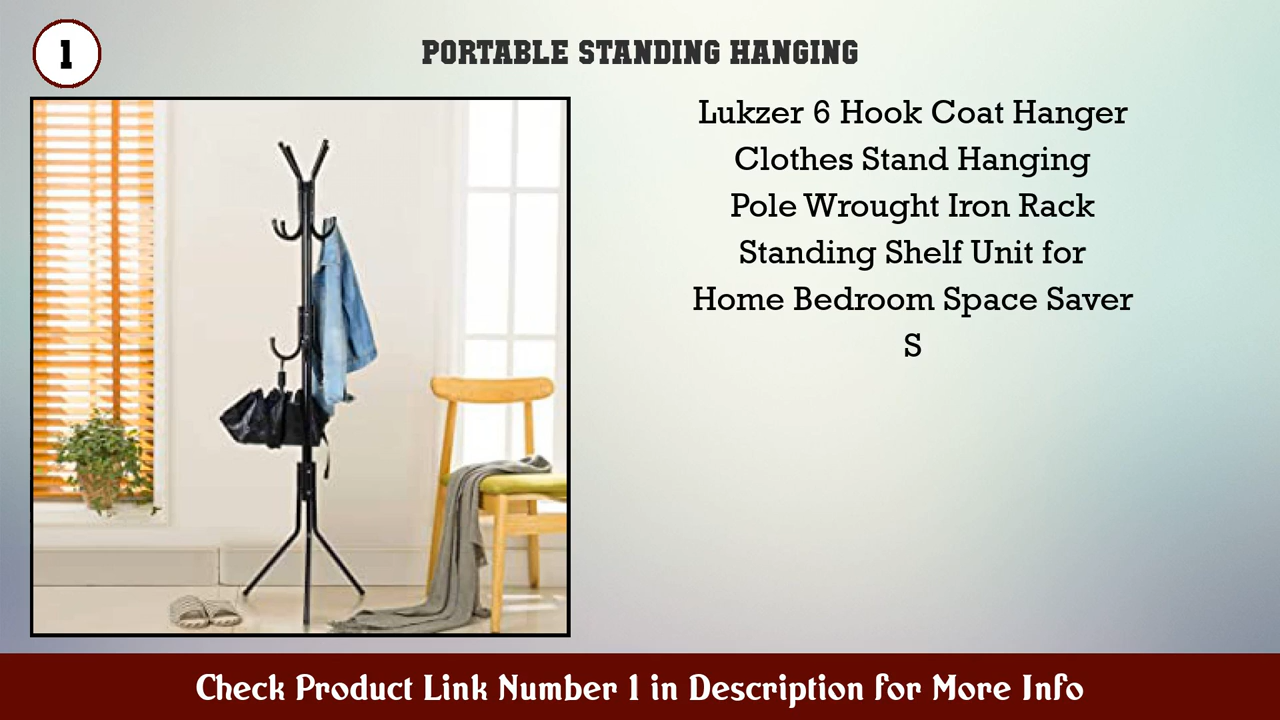 1
PORTABLE STANDING HANGING
Lukzer 6 Hook Coat Hanger
Clothes Stand Hanging
Pole Wrought Iron Rack
Standing Shelf Unit for
Home Bedroom Space Saver
S
Check Product Link Number 1 in Description for More Info